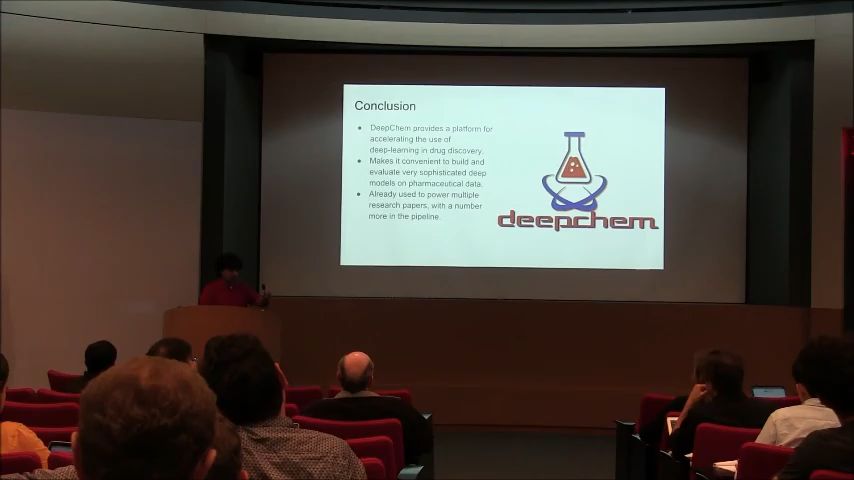 Conclusion
● DeepChem provides a platform for
accelerating the use of
deep-learning in drug discovery.
● Makes it convenient to build and
evaluate very sophisticated deep
models on pharmaceutical data.
● Already used to power multiple
research papers, with a number
more in the pipeline.
deepchem